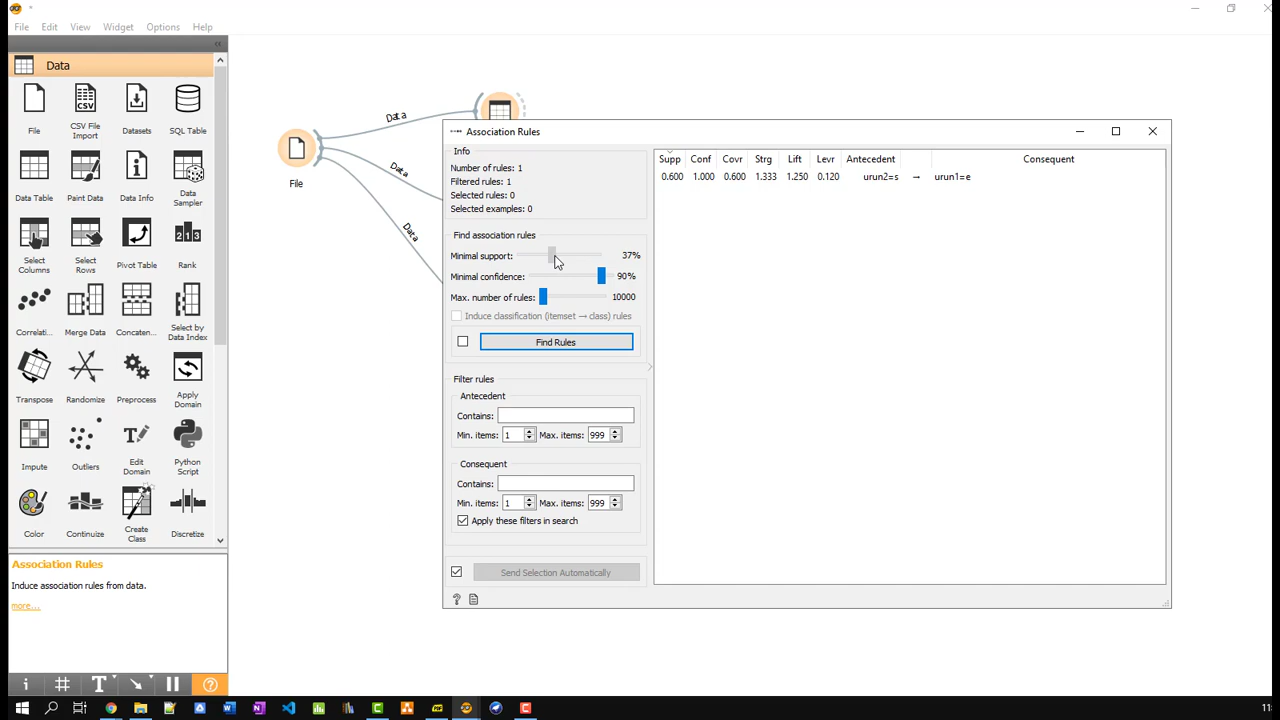 File Edit View Widget Options Help
Data
File
CSV File Import
Datasets
SQL Table
Data Table
Paint Data
Data Info
Data Sampler
Select Columns
Select Rows
Pivot Table
Rank
Correlati...
Merge Data
Concaten...
Select by Data Index
Transpose
Randomize
Preprocess
Apply Domain
Impute
Outliers
Edit Domain
Python Script
Color
Continuize
Create Class
Discretize
Association Rules
Induce association rules from data.
more...
Data
Data
Data
File
Association Rules
Info
Number of rules: 1
Filtered rules: 1
Selected rules: 0
Selected examples: 0
Find association rules
Minimal support: 37%
Minimal confidence: 90%
Max. number of rules: 10000
Induce classification (itemset → class) rules
Find Rules
Filter rules
Antecedent
Contains:
Min. items: 1 Max. items: 999
Consequent
Contains:
Min. items: 1 Max. items: 999
Apply these filters in search
Send Selection Automatically
Supp Conf Covr Strg Lift Levr Antecedent Consequent
0.600 1.000 0.600 1.333 1.250 0.120 urun2=s → urun1=e